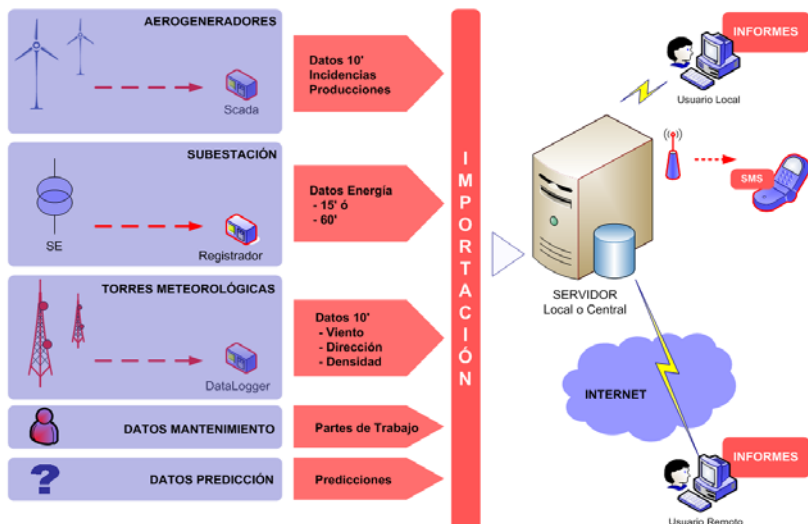 AEROGENERADORES
Scada
Datos 10'
Incidencias
Producciones
SUBESTACIÓN
SE
Registrador
Datos Energía
- 15' ó
- 60'
TORRES METEOROLÓGICAS
DataLogger
Datos 10'
- Viento
- Dirección
- Densidad
DATOS MANTENIMIENTO
Partes de Trabajo
?
DATOS PREDICCIÓN
Predicciones
IMPORTACIÓN
INFORMES
Usuario Local
SMS
SERVIDOR
Local o Central
INTERNET
INFORMES
Usuario Remoto